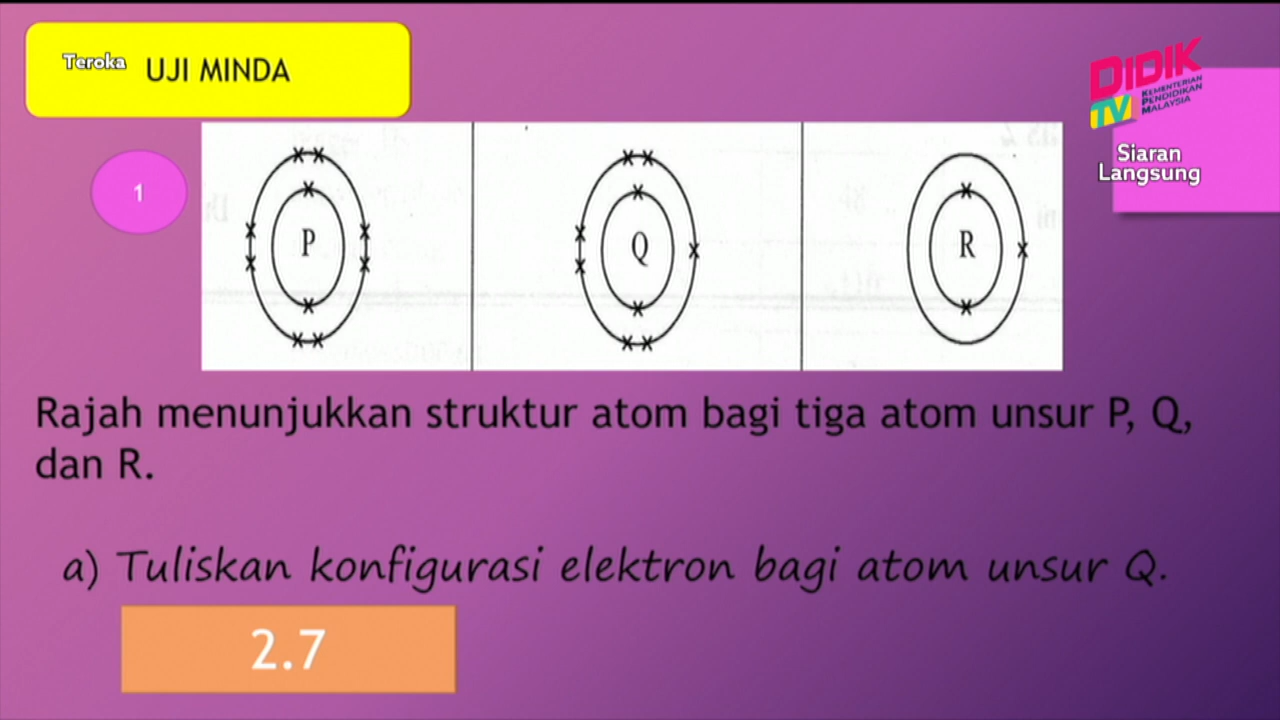 Teroka UJI MINDA
DIDIK
TV KEMENTERIAN
PENDIDIKAN
MALAYSIA
Siaran
Langsung
1
P Q R
Rajah menunjukkan struktur atom bagi tiga atom unsur P, Q,
dan R.
a) Tuliskan konfigurasi elektron bagi atom unsur Q.
2.7